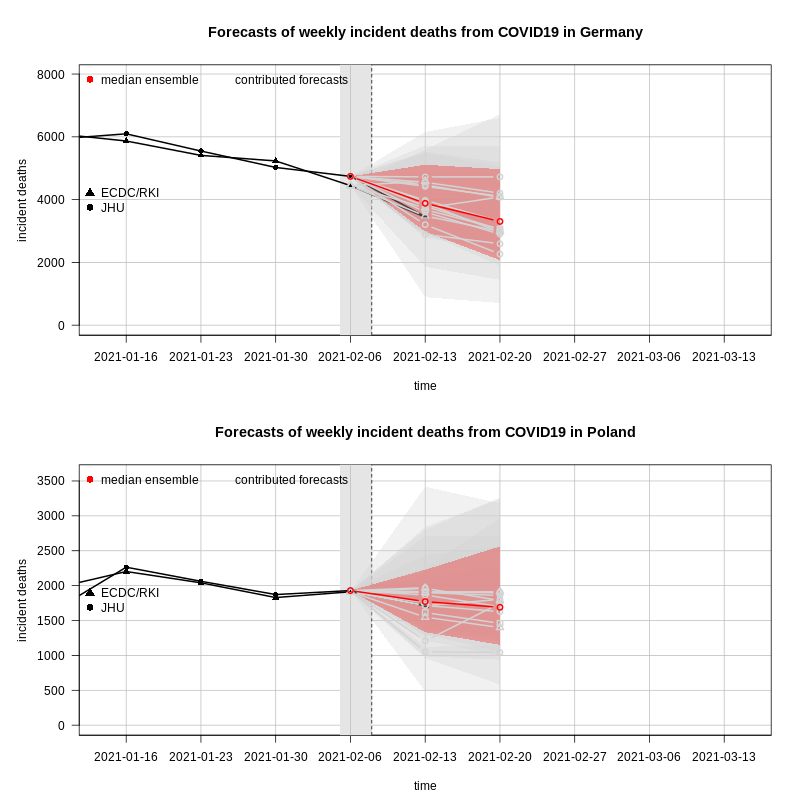 Forecasts of weekly incident deaths from COVID19 in Germany
8000
median ensemble contributed forecasts
6000
4000
ECDC/RKI
JHU
2000
0
incident deaths
2021-01-16 2021-01-23 2021-01-30 2021-02-06 2021-02-13 2021-02-20 2021-02-27 2021-03-06 2021-03-13
time
Forecasts of weekly incident deaths from COVID19 in Poland
3500
median ensemble contributed forecasts
3000
2500
2000
ECDC/RKI
JHU
1500
1000
500
0
incident deaths
2021-01-16 2021-01-23 2021-01-30 2021-02-06 2021-02-13 2021-02-20 2021-02-27 2021-03-06 2021-03-13
time